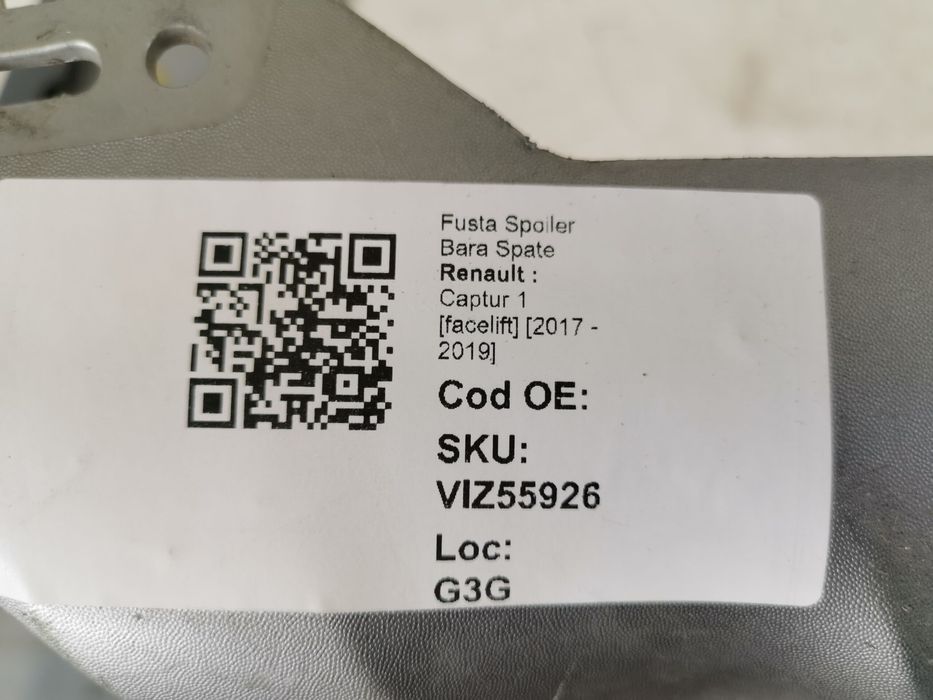 Fusta Spoiler
Bara Spate
Renault :
Captur 1
[facelift] [2017 -
2019]
Cod OE:
SKU:
VIZ55926
Loc:
G3G